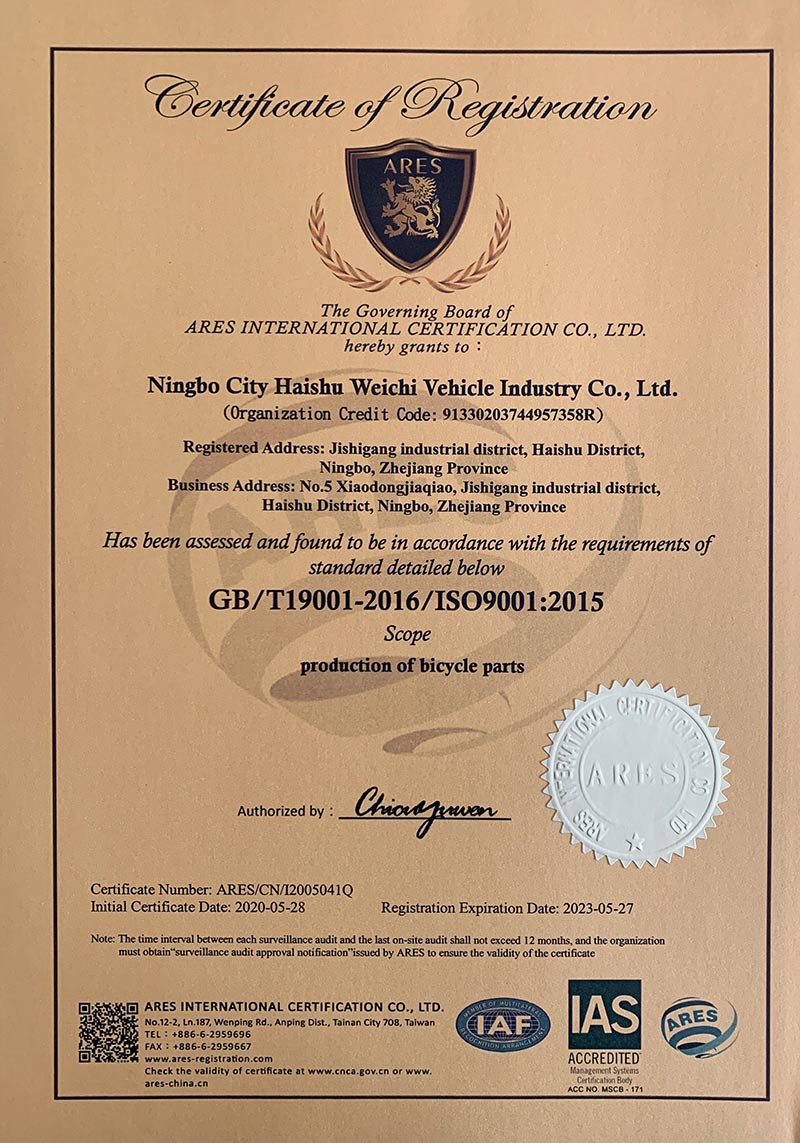 Certificate of Registration
ARES
The Governing Board of
ARES INTERNATIONAL CERTIFICATION CO., LTD.
hereby grants to :
Ningbo City Haishu Weichi Vehicle Industry Co., Ltd.
(Organization Credit Code: 91330203744957358R)
Registered Address: Jishigang industrial district, Haishu District,
Ningbo, Zhejiang Province
Business Address: No.5 Xiaodongjiaqiao, Jishigang industrial district,
Haishu District, Ningbo, Zhejiang Province
Has been assessed and found to be in accordance with the requirements of
standard detailed below
GB/T19001-2016/ISO9001:2015
Scope
production of bicycle parts
ARES INTERNATIONAL CERTIFICATION CO LTD
ARES
Authorized by :
Certificate Number: ARES/CN/I2005041Q
Initial Certificate Date: 2020-05-28
Registration Expiration Date: 2023-05-27
Note: The time interval between each surveillance audit and the last on-site audit shall not exceed 12 months, and the organization
must obtain“surveillance audit approval notification”issued by ARES to ensure the validity of the certificate
ARES INTERNATIONAL CERTIFICATION CO., LTD.
No.12-2, Ln.187, Wenping Rd., Anping Dist., Tainan City 708, Taiwan
TEL : +886-6-2959696
FAX : +886-6-2959667
www.ares-registration.com
Check the validity of certificate at www.cnca.gov.cn or www.
ares-china.cn
MEMBER OF MULTILATERAL
IAF
RECOGNITION ARRANGEMENT
IAS
ACCREDITED
Management Systems
Certification Body
ACC NO. MSCB - 171
ARES